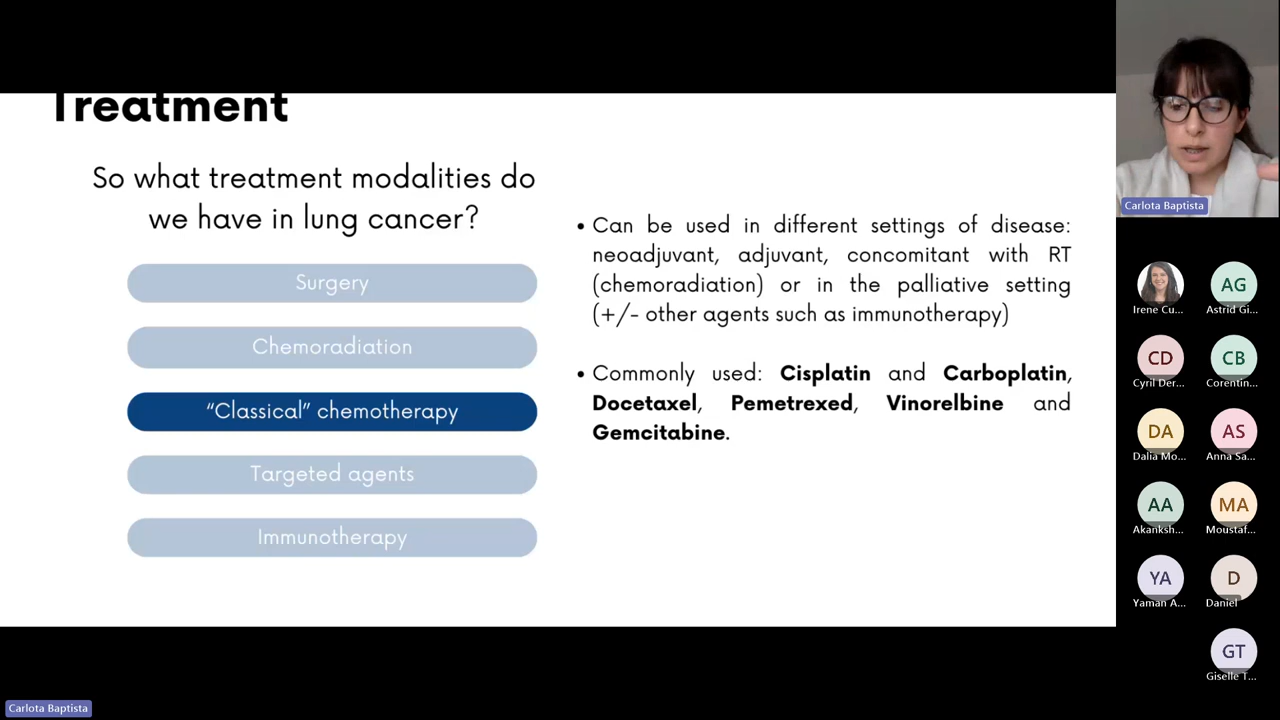 Treatment
So what treatment modalities do
we have in lung cancer?
Surgery
Chemoradiation
“Classical” chemotherapy
Targeted agents
Immunotherapy
• Can be used in different settings of disease:
neoadjuvant, adjuvant, concomitant with RT
(chemoradiation) or in the palliative setting
(+/- other agents such as immunotherapy)
• Commonly used: Cisplatin and Carboplatin,
Docetaxel, Pemetrexed, Vinorelbine and
Gemcitabine.
Carlota Baptista
Irene Cu...
AG
Astrid Gi...
CD
Cyril Der...
CB
Corentin...
DA
Dalia Mo...
AS
Anna Sa...
AA
Akanksh...
MA
Moustaf...
YA
Yaman A...
D
Daniel
GT
Giselle T...
Carlota Baptista